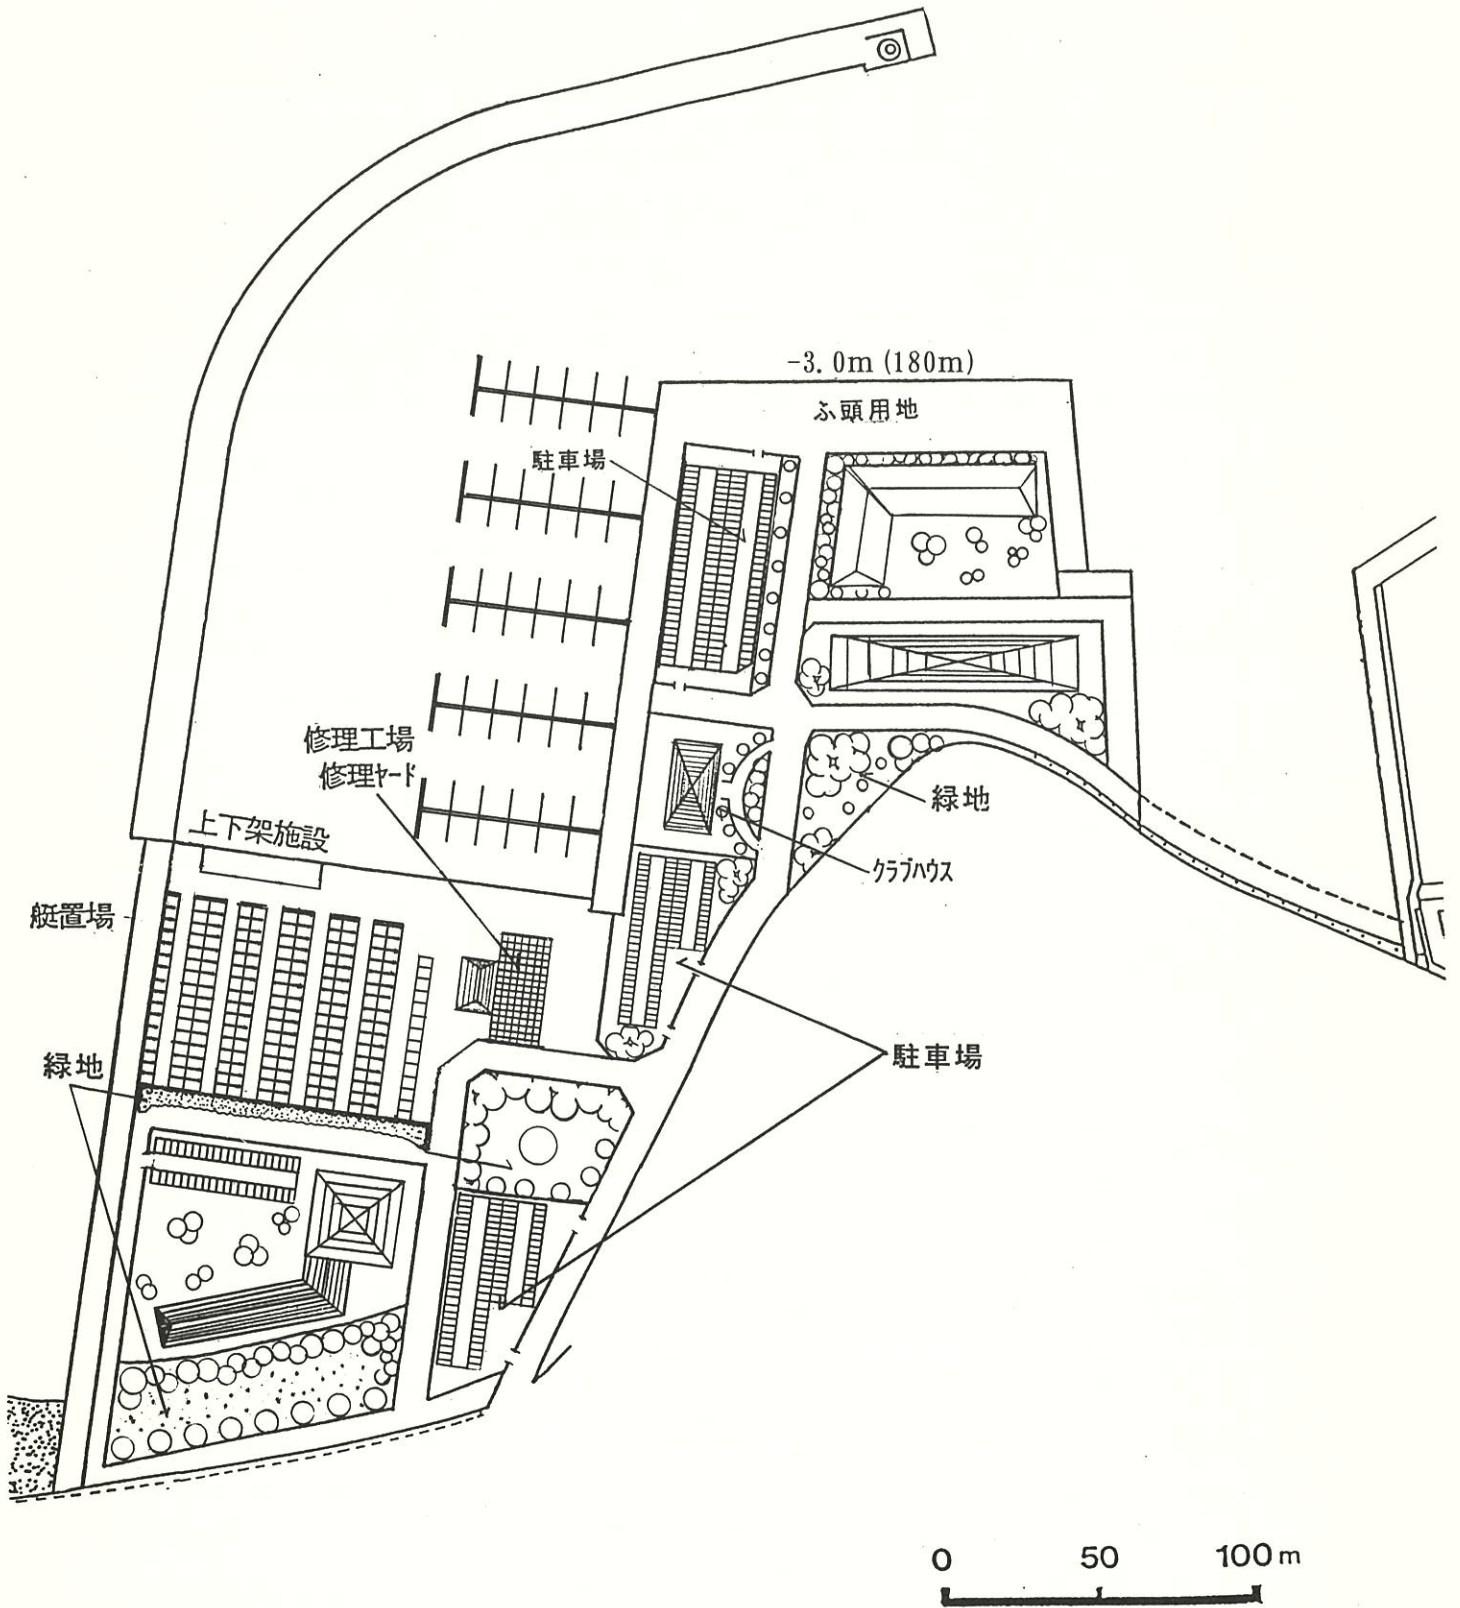 -3.0m (180m)
ふ頭用地
駐車場
修理工場
修理ヤード
緑地
上下架施設
クラブハウス
艇置場
駐車場
緑地
0 50 100m